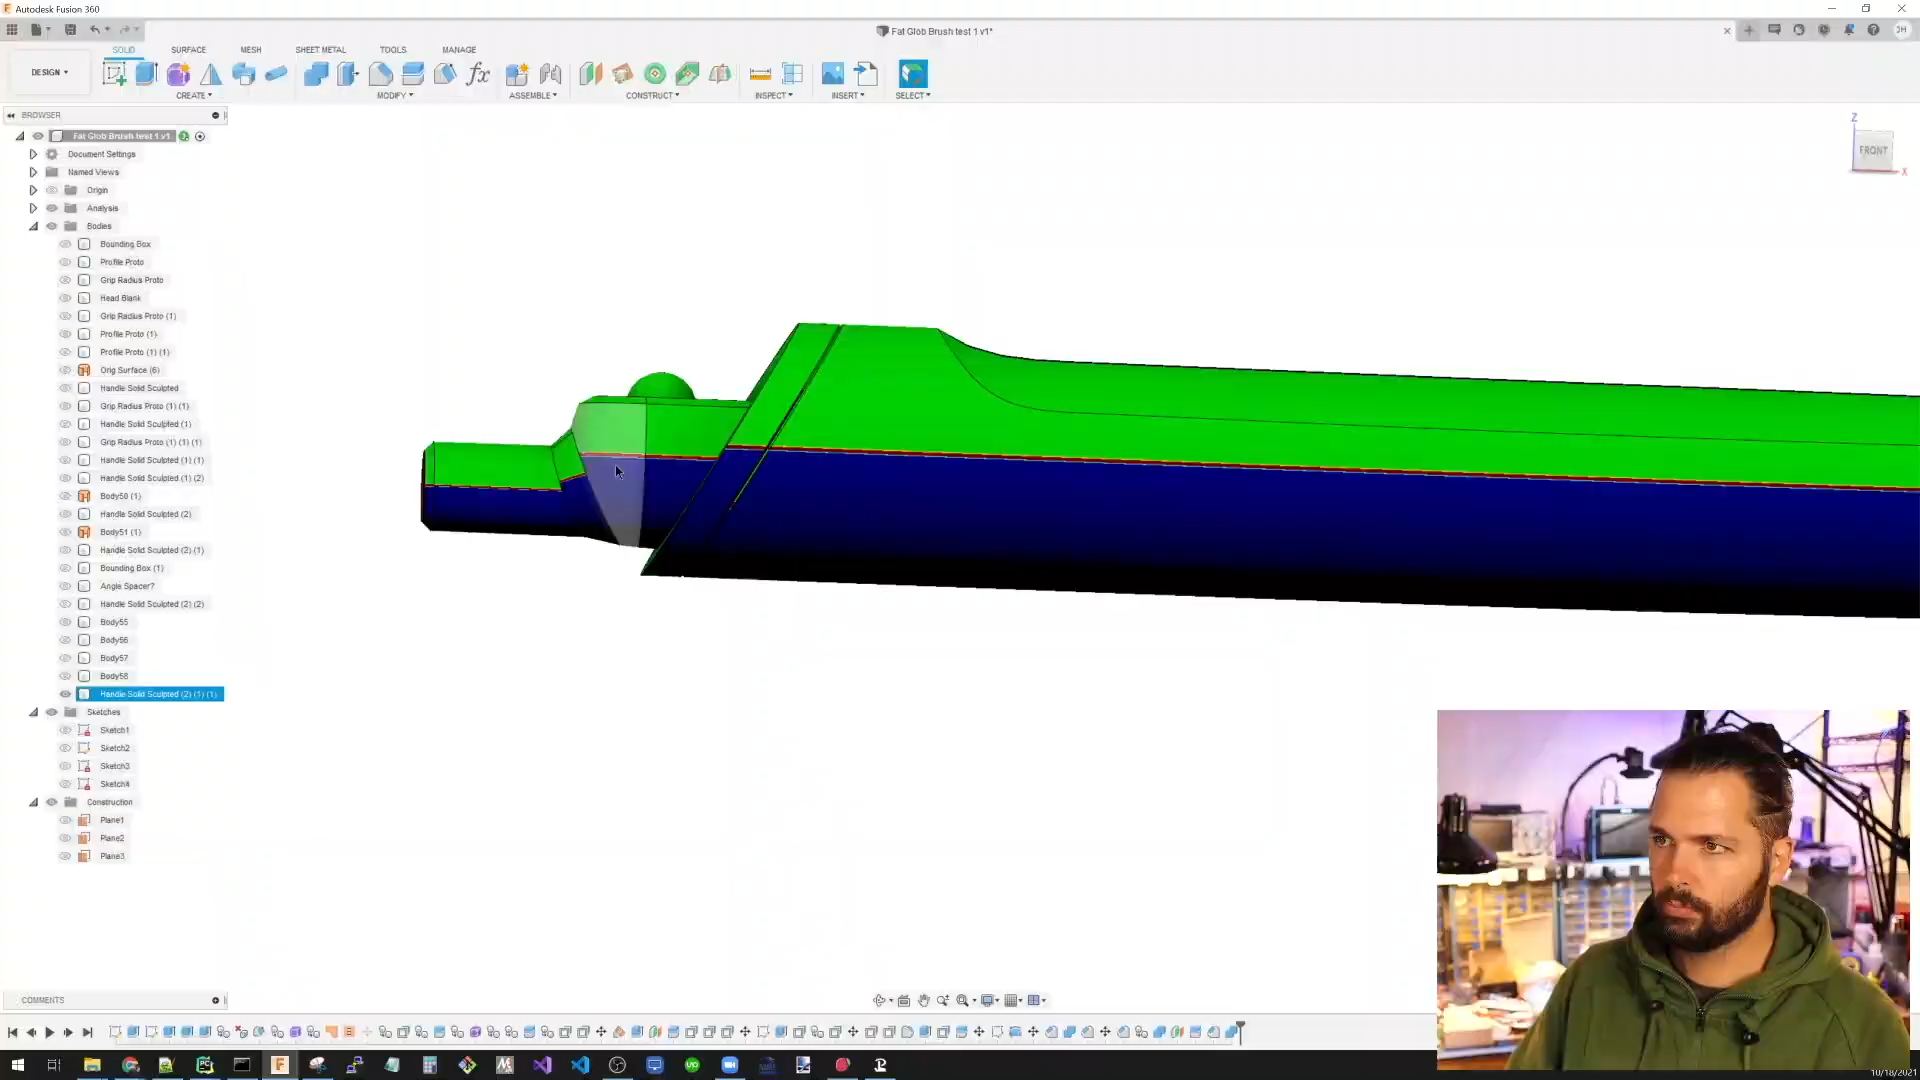 Autodesk Fusion 360
Fat Glob Brush test 1 v1*
JH
DESIGN
SOLID
SURFACE
MESH
SHEET METAL
TOOLS
MANAGE
fx
CREATE
MODIFY
ASSEMBLE
CONSTRUCT
INSPECT
INSERT
SELECT
BROWSER
Fat Glob Brush test 1 v1
Document Settings
Named Views
Origin
Analysis
Bodies
Bounding Box
Profile Proto
Grip Radius Proto
Head Blank
Grip Radius Proto (1)
Profile Proto (1)
Profile Proto (1) (1)
Orig Surface (6)
Handle Solid Sculpted
Grip Radius Proto (1) (1)
Handle Solid Sculpted (1)
Grip Radius Proto (1) (1) (1)
Handle Solid Sculpted (1) (1)
Handle Solid Sculpted (1) (2)
Body50 (1)
Handle Solid Sculpted (2)
Body51 (1)
Handle Solid Sculpted (2) (1)
Bounding Box (1)
Angle Spacer?
Handle Solid Sculpted (2) (2)
Body55
Body56
Body57
Body58
Handle Solid Sculpted (2) (1) (1)
Sketches
Sketch1
Sketch2
Sketch3
Sketch4
Construction
Plane1
Plane2
Plane3
Z
FRONT
X
COMMENTS
10/18/2021